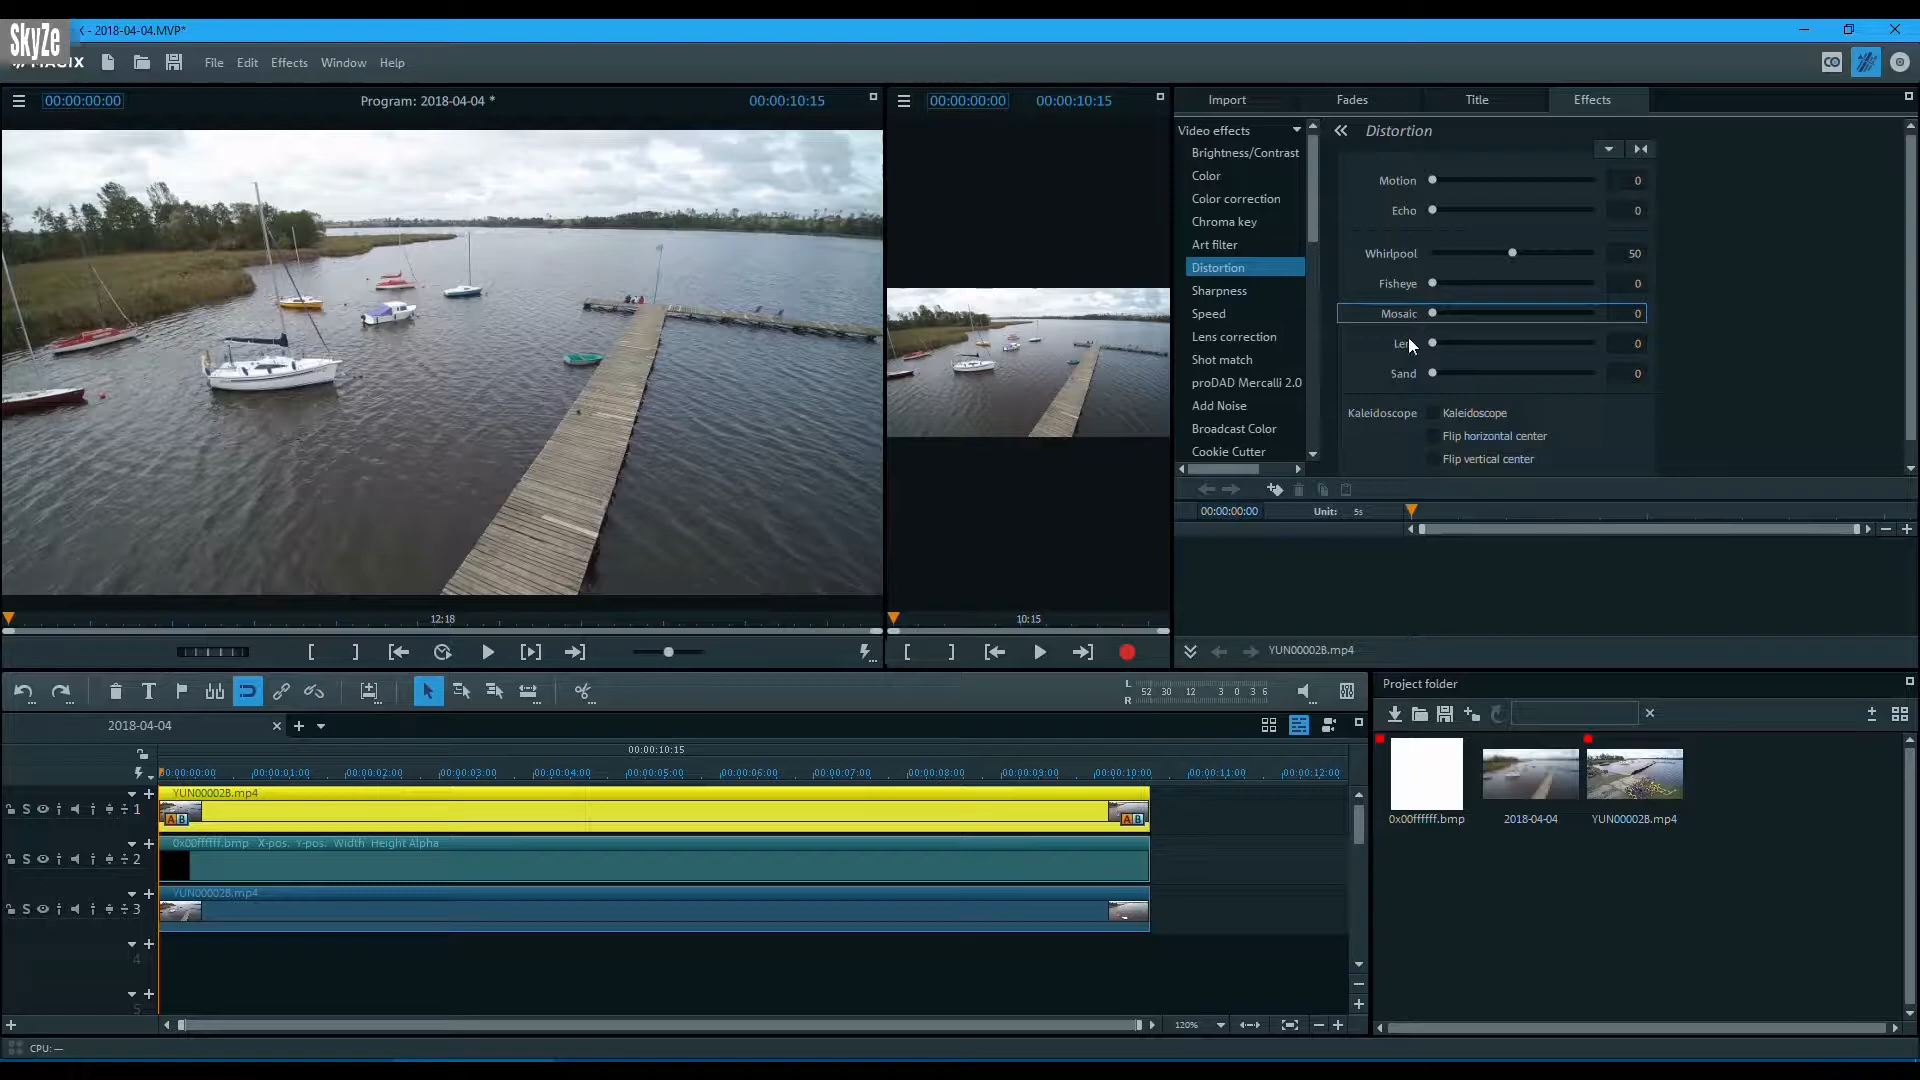 SkyZe
- 2018-04-04.MVP*
File Edit Effects Window Help
00:00:00:00
Program: 2018-04-04 *
00:00:10:15
00:00:00:00
00:00:10:15
Import
Fades
Title
Effects
Video effects
Brightness/Contrast
Color
Color correction
Chroma key
Art filter
Distortion
Sharpness
Speed
Lens correction
Shot match
proDAD Mercalli 2.0
Add Noise
Broadcast Color
Cookie Cutter
Distortion
Motion 0
Echo 0
Whirlpool 50
Fisheye 0
Mosaic 0
0
Sand 0
Kaleidoscope Kaleidoscope
Flip horizontal center
Flip vertical center
00:00:00:00
Unit: 5s
12:18
10:15
YUN00002B.mp4
L 52 30 12 3 0 3 6
R
Project folder
2018-04-04
00:00:10:15
00:00:00:00 00:00:01:00 00:00:02:00 00:00:03:00 00:00:04:00 00:00:05:00 00:00:06:00 00:00:07:00 00:00:08:00 00:00:09:00 00:00:10:00 00:00:11:00 00:00:12:00
YUN00002B.mp4
S 1
A B
A B
0x00ffffff.bmp X-pos. Y-pos. Width Height Alpha
S 2
YUN00002B.mp4
S 3
4
5
0x00ffffff.bmp
2018-04-04
YUN00002B.mp4
120%
CPU: —